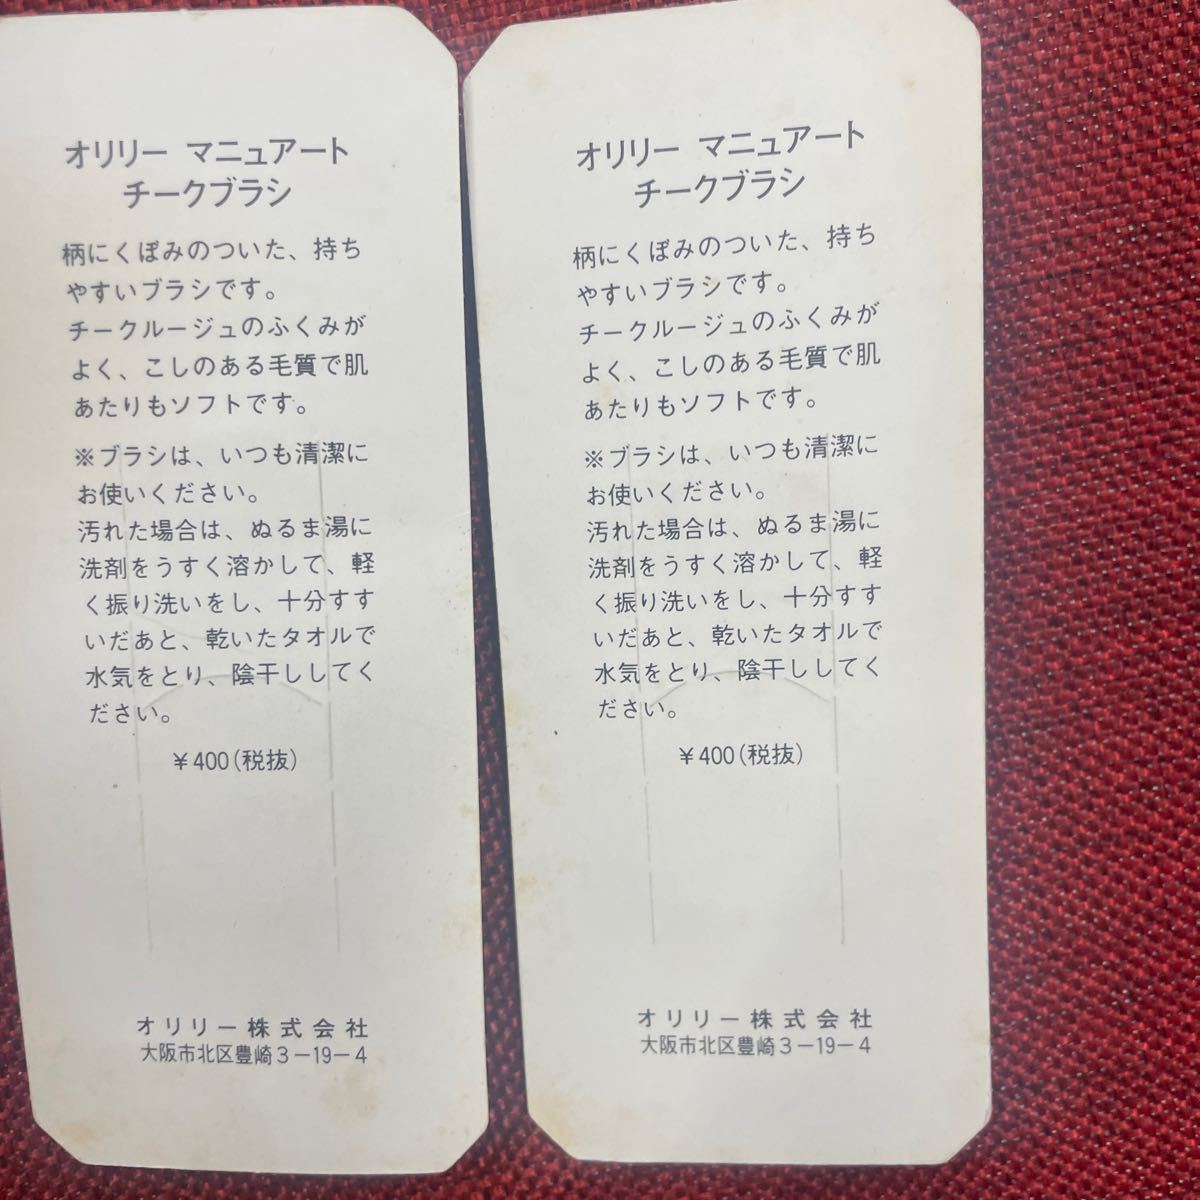 オリリー マニュアート
チークブラシ
柄にくぼみのついた、持ち
やすいブラシです。
チークルージュのふくみが
よく、こしのある毛質で肌
あたりもソフトです。
※ブラシは、いつも清潔に
お使いください。
汚れた場合は、ぬるま湯に
洗剤をうすく溶かして、軽
く振り洗いをし、十分すす
いだあと、乾いたタオルで
水気をとり、陰干ししてく
ださい。
￥400(税抜)
オリリー株式会社
大阪市北区豊崎3-19-4
オリリー マニュアート
チークブラシ
柄にくぼみのついた、持ち
やすいブラシです。
チークルージュのふくみが
よく、こしのある毛質で肌
あたりもソフトです。
※ブラシは、いつも清潔に
お使いください。
汚れた場合は、ぬるま湯に
洗剤をうすく溶かして、軽
く振り洗いをし、十分すす
いだあと、乾いたタオルで
水気をとり、陰干ししてく
ださい。
￥400(税抜)
オリリー株式会社
大阪市北区豊崎3-19-4